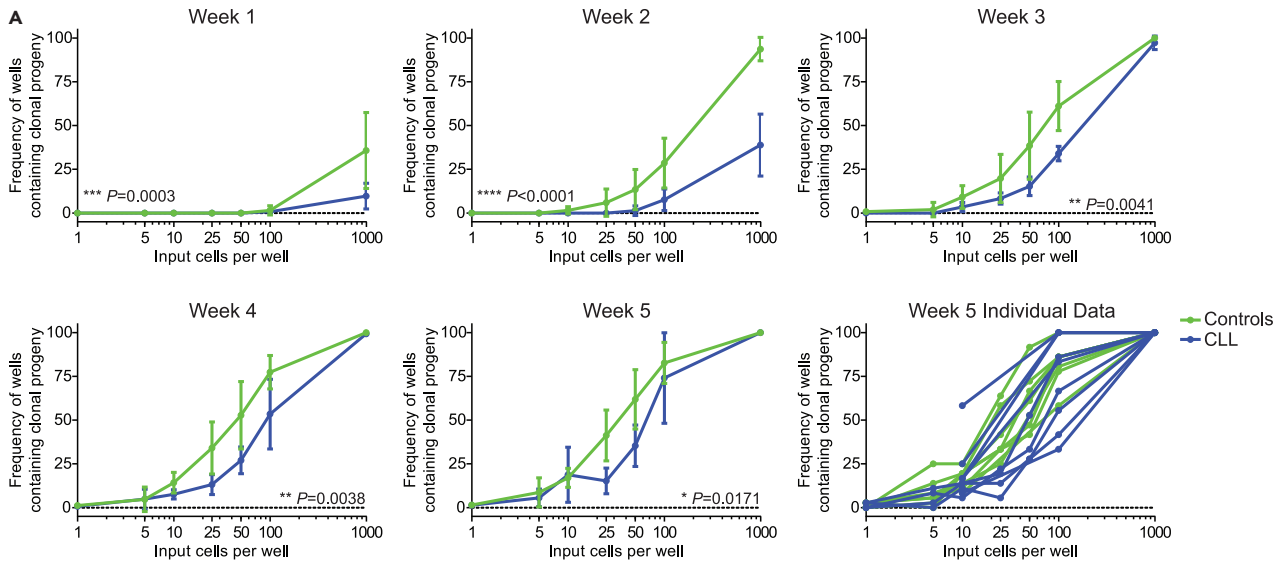 A
Week 1
Frequency of wells
containing clonal progeny
100
75
50
25
0
*** P=0.0003
1 5 10 25 50 100 1000
Input cells per well
Week 2
Frequency of wells
containing clonal progeny
100
75
50
25
0
**** P<0.0001
1 5 10 25 50 100 1000
Input cells per well
Week 3
Frequency of wells
containing clonal progeny
100
75
50
25
0
** P=0.0041
1 5 10 25 50 100 1000
Input cells per well
Week 4
Frequency of wells
containing clonal progeny
100
75
50
25
0
** P=0.0038
1 5 10 25 50 100 1000
Input cells per well
Week 5
Frequency of wells
containing clonal progeny
100
75
50
25
0
* P=0.0171
1 5 10 25 50 100 1000
Input cells per well
Week 5 Individual Data
Frequency of wells
containing clonal progeny
100
75
50
25
0
1 5 10 25 50 100 1000
Input cells per well
Controls
CLL